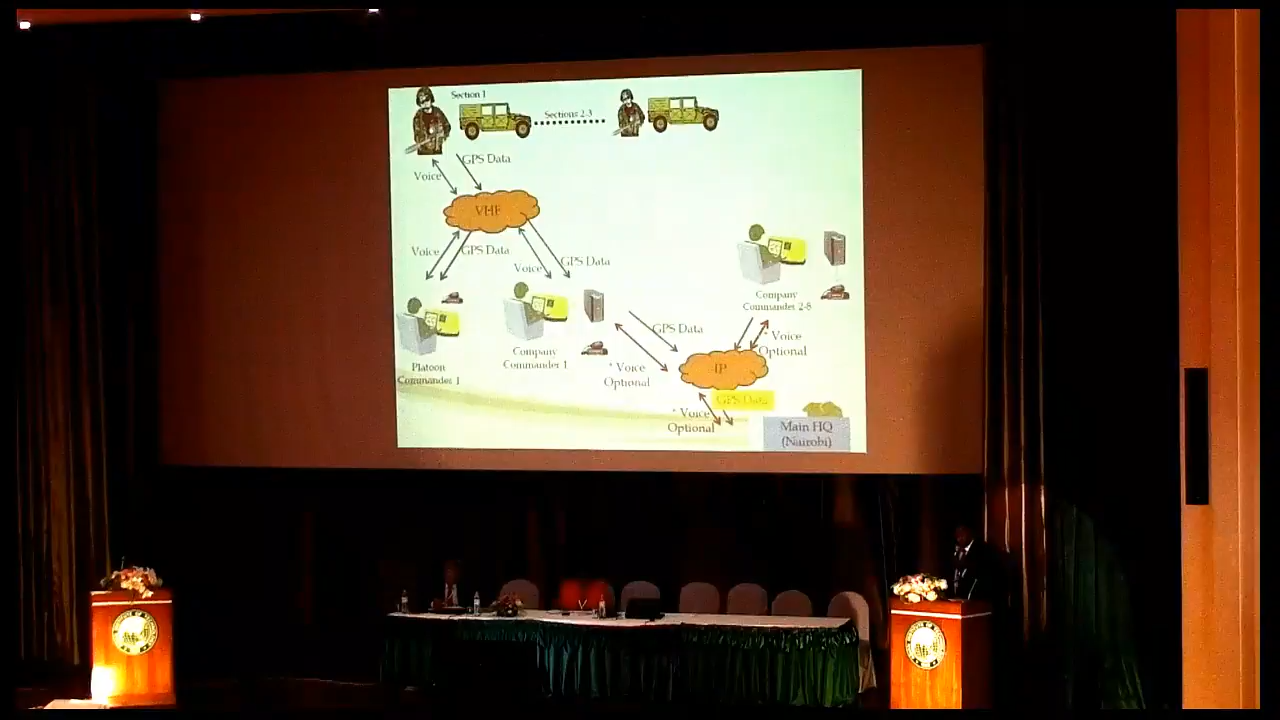 Section 1
Sections 2-3
GPS Data
Voice
VHF
Voice
GPS Data
Voice
GPS Data
Platoon
Commander 1
Company
Commander 1
Company
Commander 2-8
GPS Data
* Voice
Optional
* Voice
Optional
IP
GPS Data
* Voice
Optional
Main HQ
(Nairobi)